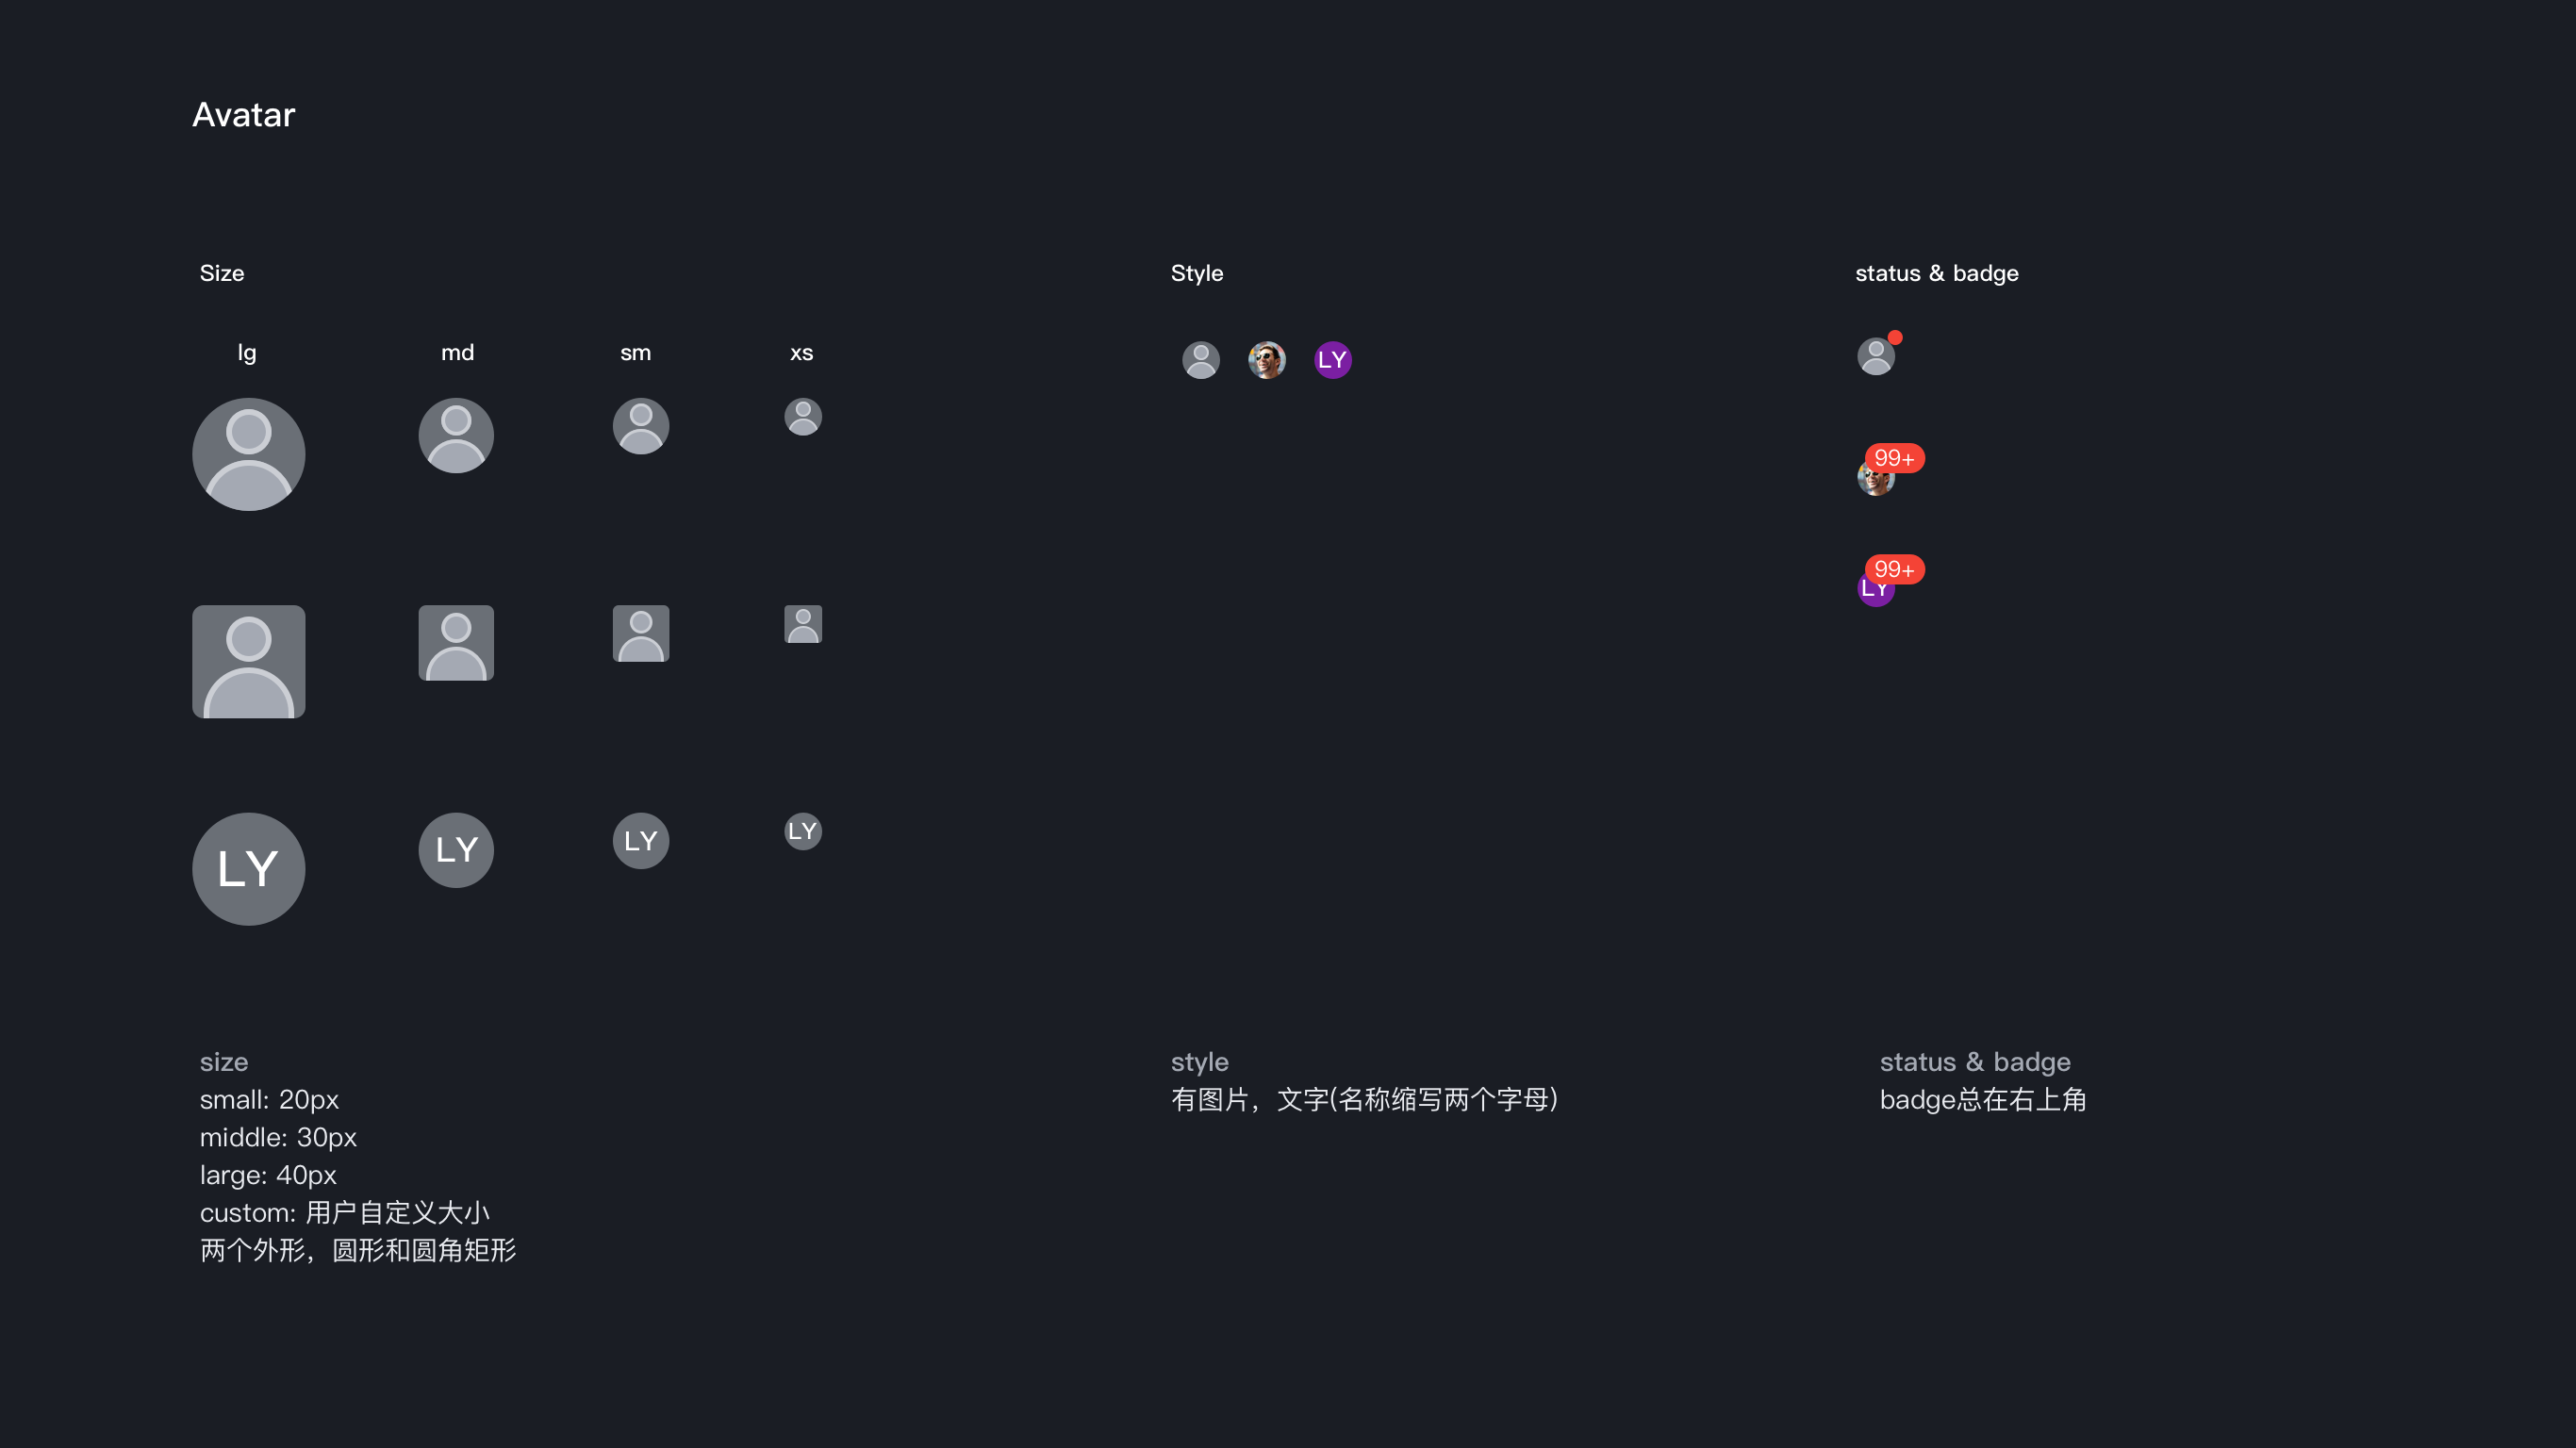 Avatar
Size
lg
md
sm
xs
LY
LY
LY
LY
size
small: 20px
middle: 30px
large: 40px
custom: 用户自定义大小
两个外形，圆形和圆角矩形
Style
LY
style
有图片，文字(名称缩写两个字母)
status & badge
99+
99+
LY
status & badge
badge总在右上角